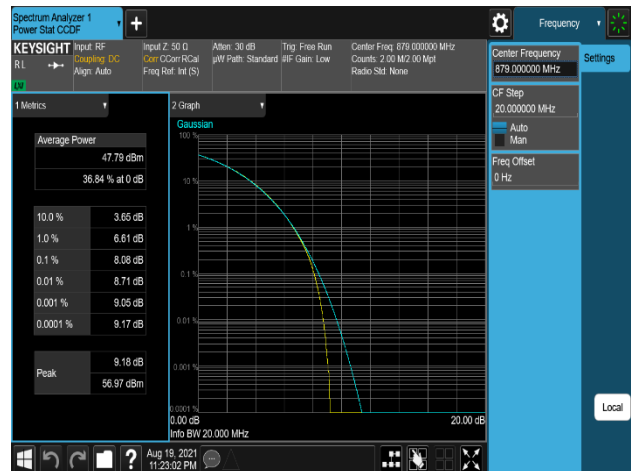 Spectrum Analyzer 1
Power Stat CCDF
Frequency
KEYSIGHT
RL
Input: RF
Coupling: DC
Align: Auto
Input Z: 50 Ω
Corr CCorr RCal
Freq Ref: Int (S)
Atten: 30 dB
µW Path: Standard
Trig: Free Run
#IF Gain: Low
Center Freq: 879.000000 MHz
Counts: 2.00 M/2.00 Mpt
Radio Std: None
Center Frequency
879.000000 MHz
Settings
CF Step
20.000000 MHz
Auto
Man
Freq Offset
0 Hz
1 Metrics
Average Power
47.79 dBm
36.84 % at 0 dB
10.0 % 3.65 dB
1.0 % 6.61 dB
0.1 % 8.08 dB
0.01 % 8.71 dB
0.001 % 9.05 dB
0.0001 % 9.17 dB
Peak
9.18 dB
56.97 dBm
2 Graph
Gaussian
100 %
10 %
1 %
0.1 %
0.01 %
0.001 %
0.0001 %
0.00 dB
20.00 dB
Info BW 20.000 MHz
Local
?
Aug 19, 2021
11:23:02 PM